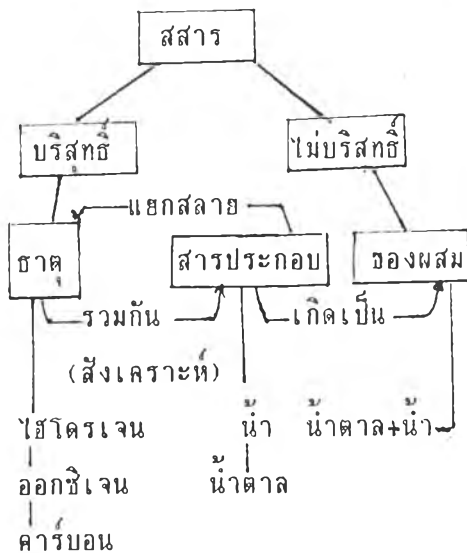 สสาร
บริสุทธิ์ ไม่บริสุทธิ์
แยกสลาย
ธาตุ สารประกอบ ของผสม
รวมกัน เกิดเป็น
(สังเคราะห์)
ไฮโดรเจน น้ำ น้ำตาล+น้ำ
ออกซิเจน น้ำตาล
คาร์บอน